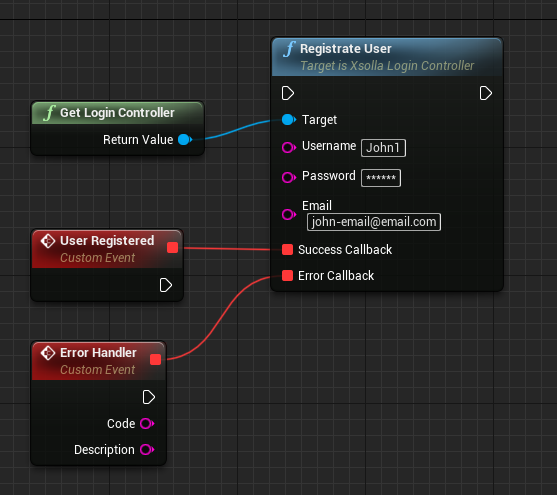 Registrate User
Target is Xsolla Login Controller
Get Login Controller
Return Value
Target
Username John1
Password ******
Email
john-email@email.com
User Registered
Custom Event
Success Callback
Error Callback
Error Handler
Custom Event
Code
Description